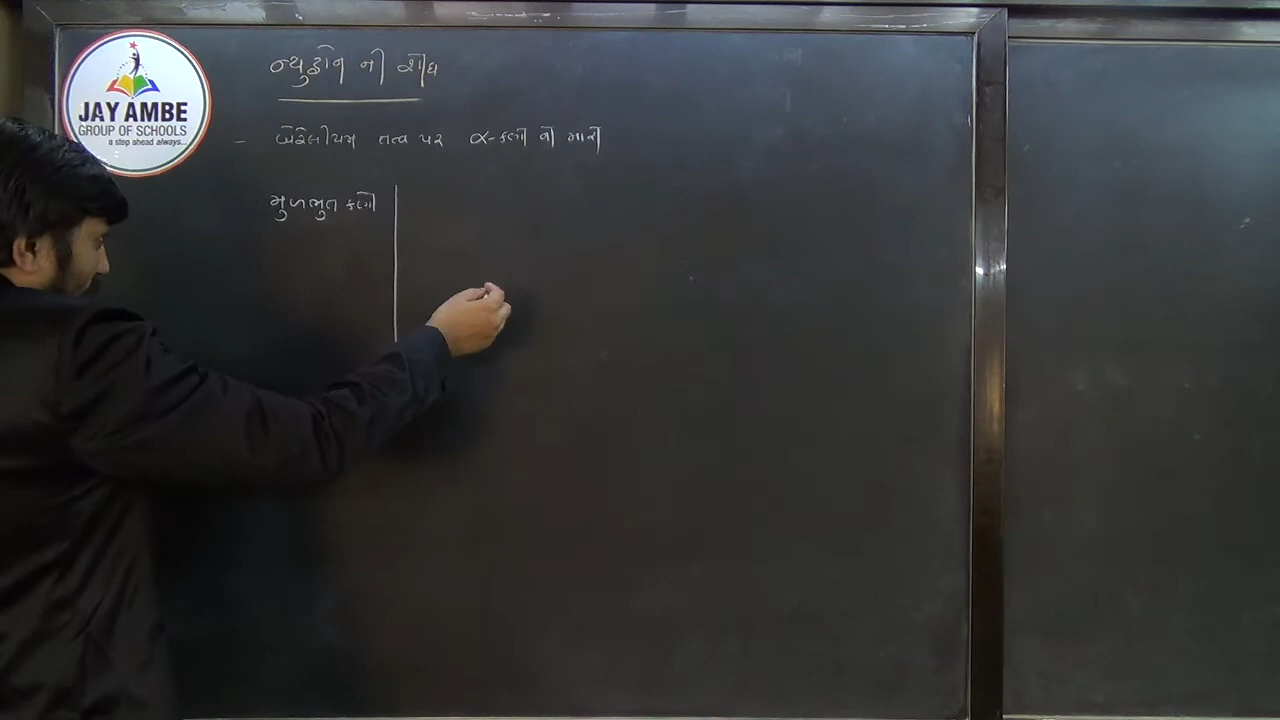 JAY AMBE
GROUP OF SCHOOLS
a step ahead always...
ન્યુટ્રોન ની શોધ
- બેરેલીયમ તત્વ પર α-કણો નો મારો
મુળભુત કણો